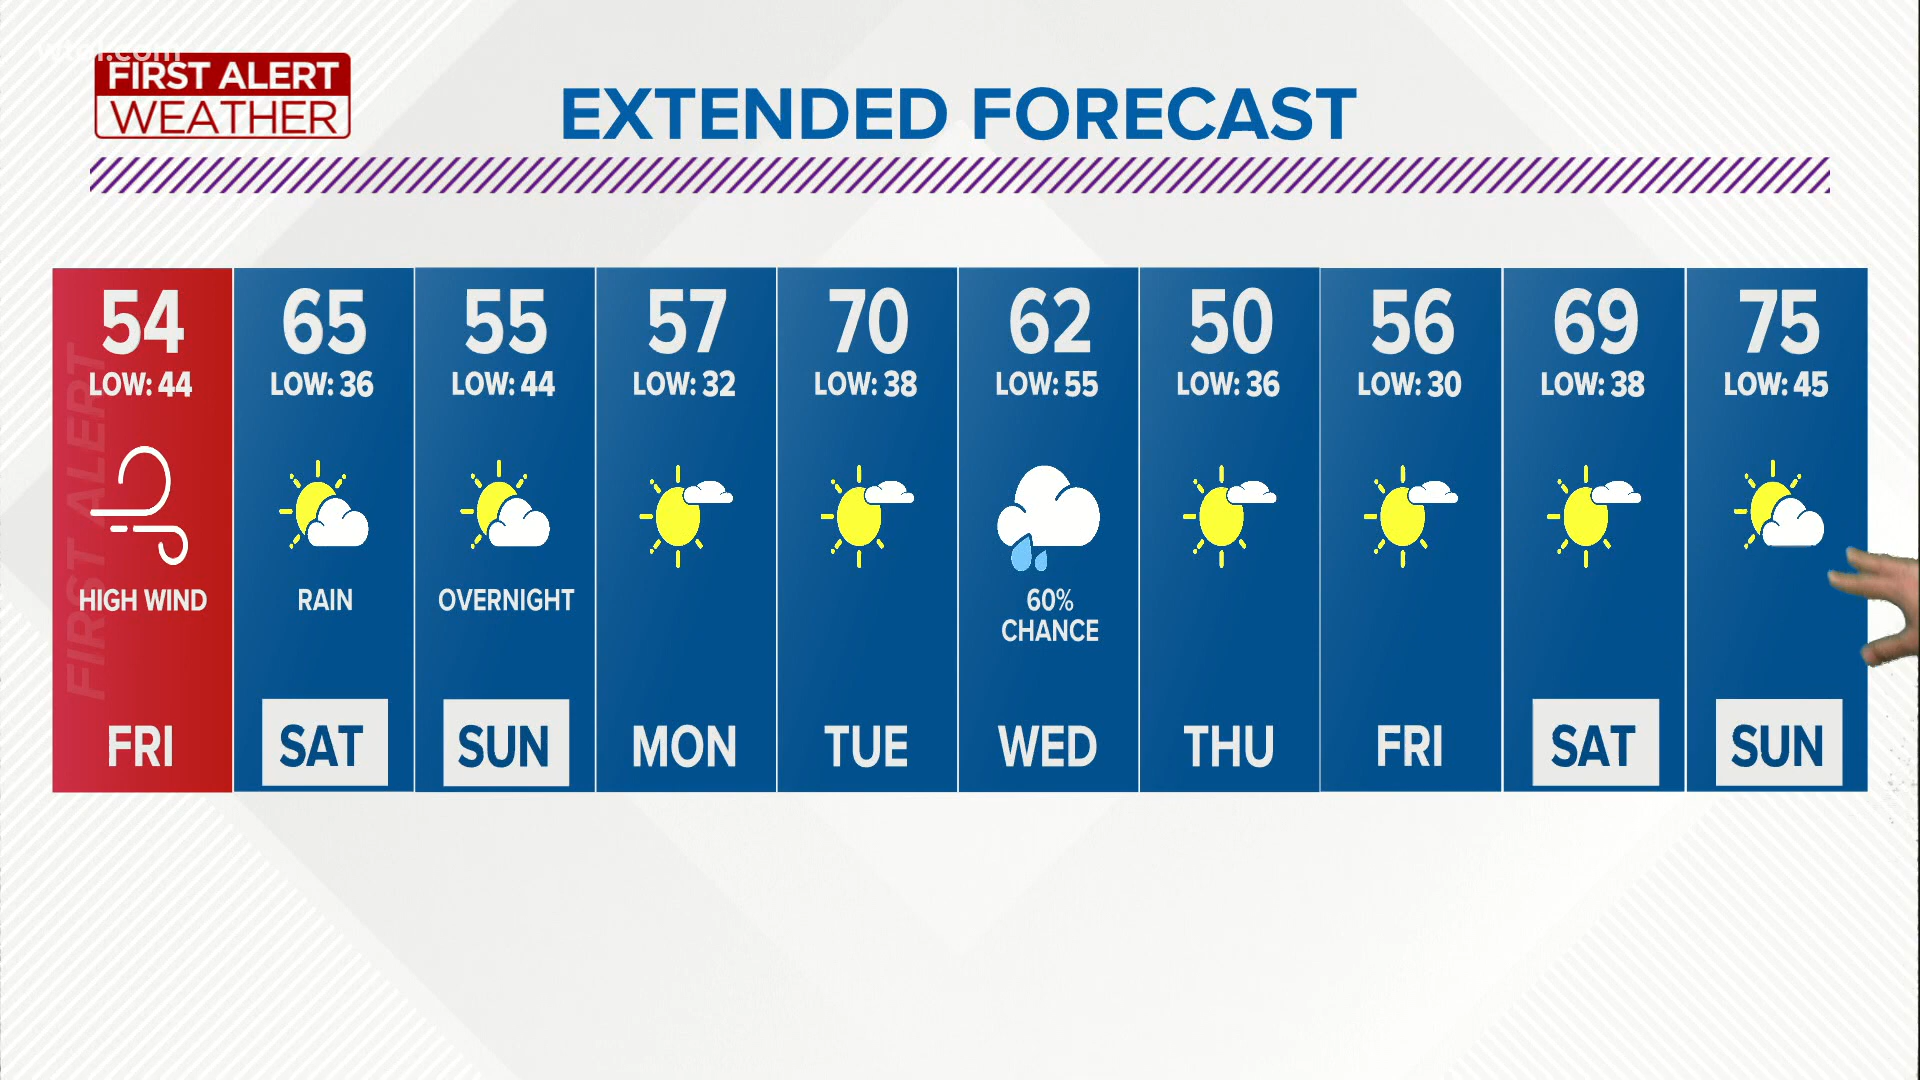 FIRST ALERT
WEATHER
EXTENDED FORECAST
54
LOW: 44
FIRST ALERT
HIGH WIND
FRI
65
LOW: 36
RAIN
SAT
55
LOW: 44
OVERNIGHT
SUN
57
LOW: 32
MON
70
LOW: 38
TUE
62
LOW: 55
60%
CHANCE
WED
50
LOW: 36
THU
56
LOW: 30
FRI
69
LOW: 38
SAT
75
LOW: 45
SUN